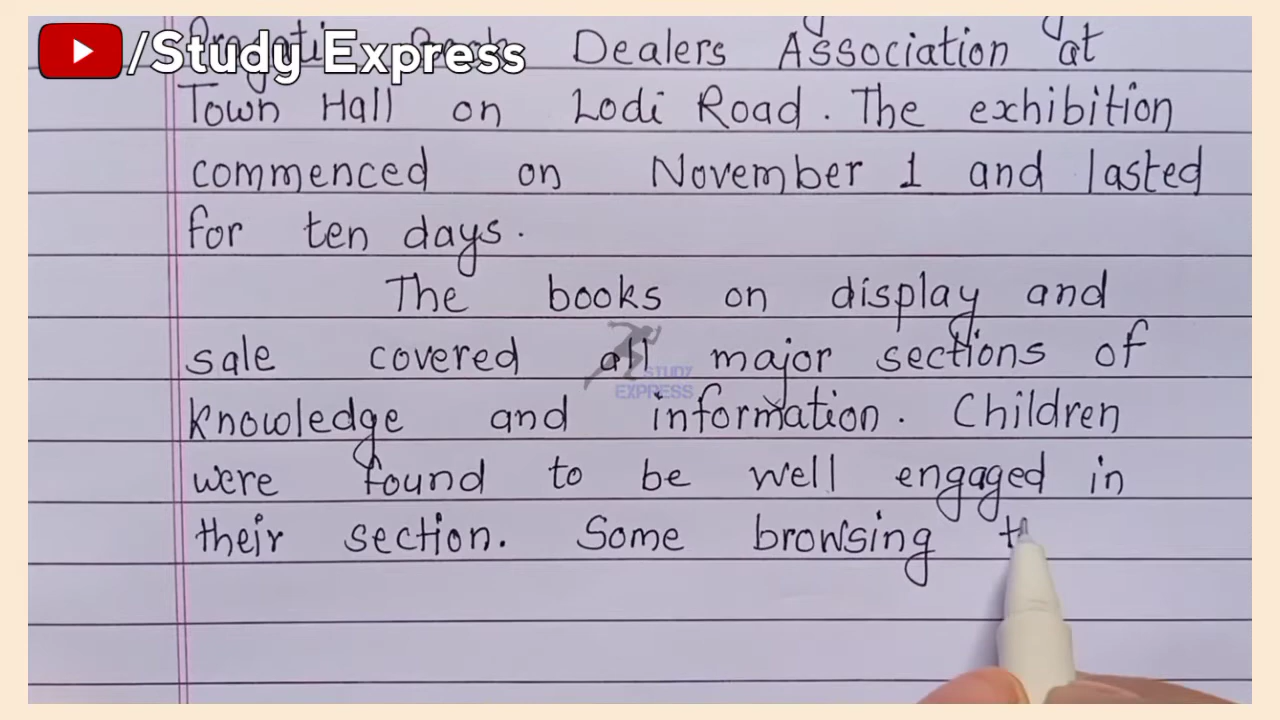 /Study Express
Dealers Association at
Town Hall on Lodi Road. The exhibition
commenced on November 1 and lasted
for ten days.
The books on display and
sale covered all major sections of
STUDY
EXPRESS
knowledge and information. Children
were found to be well engaged in
their section. Some browsing t